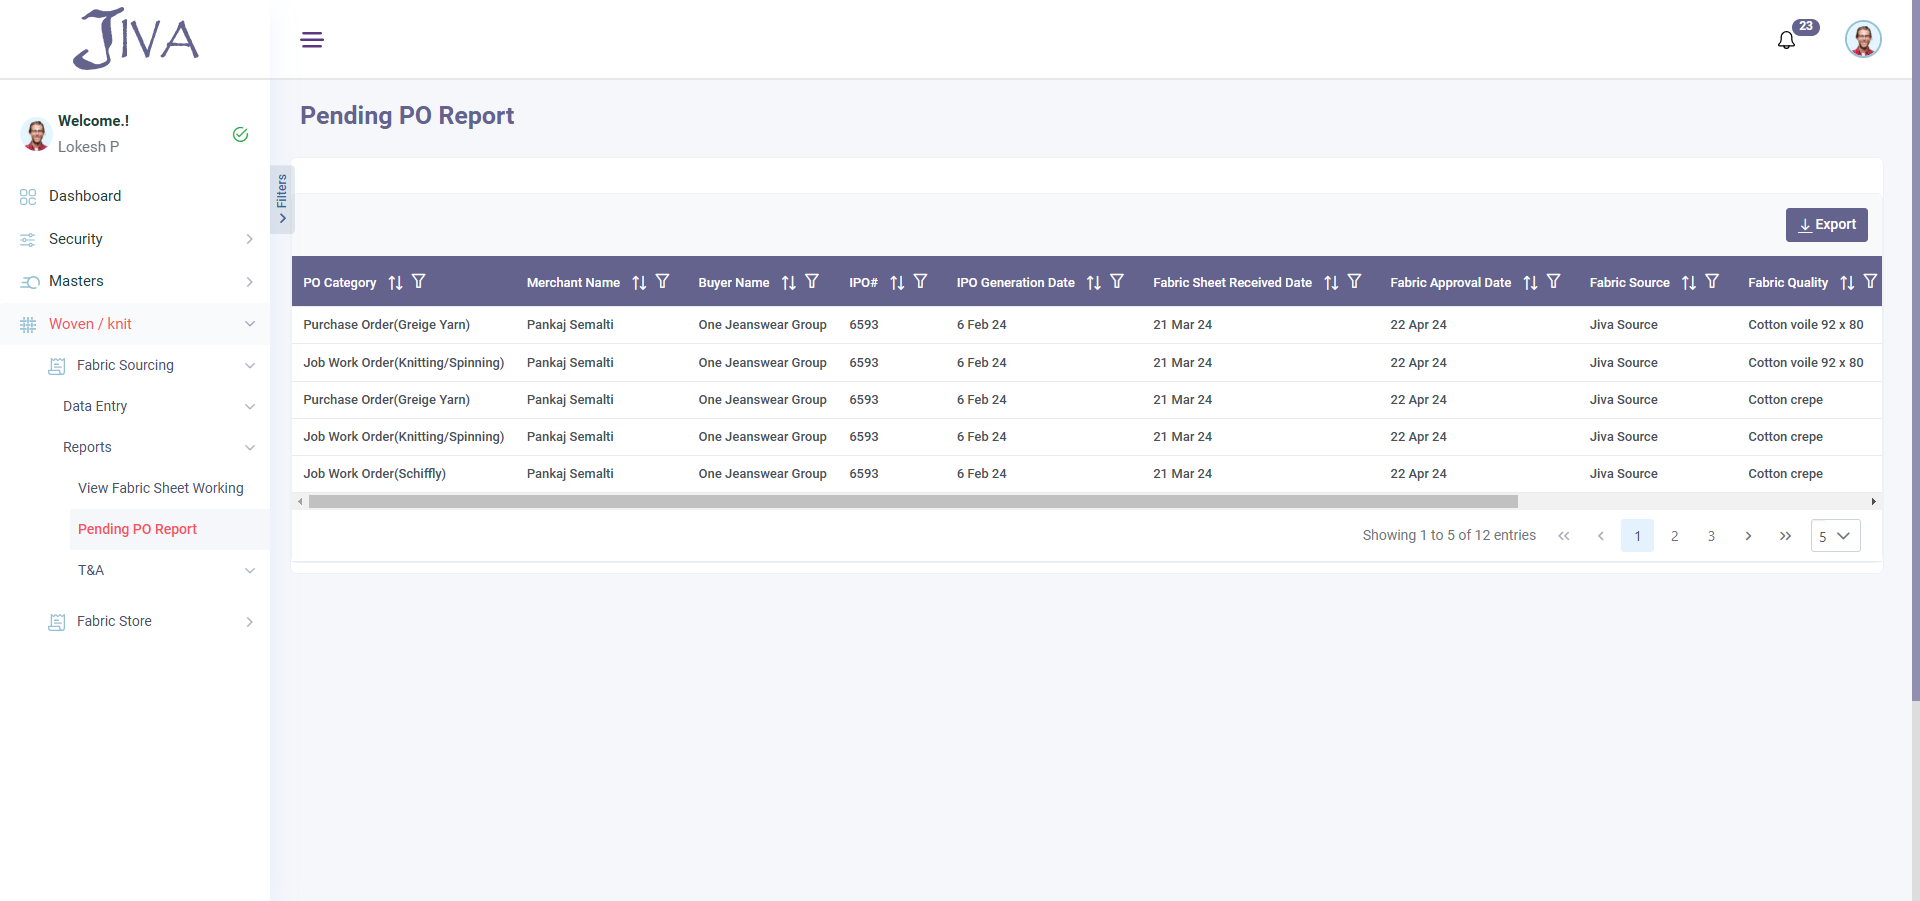 JIVA
23
Welcome.!
Lokesh P
Dashboard
Security
Masters
Woven / knit
Fabric Sourcing
Data Entry
Reports
View Fabric Sheet Working
Pending PO Report
T&A
Fabric Store
Filters
Pending PO Report
Export
PO Category Merchant Name Buyer Name IPO# IPO Generation Date Fabric Sheet Received Date Fabric Approval Date Fabric Source Fabric Quality
Purchase Order(Greige Yarn) Pankaj Semalti One Jeanswear Group 6593 6 Feb 24 21 Mar 24 22 Apr 24 Jiva Source Cotton voile 92 x 80
Job Work Order(Knitting/Spinning) Pankaj Semalti One Jeanswear Group 6593 6 Feb 24 21 Mar 24 22 Apr 24 Jiva Source Cotton voile 92 x 80
Purchase Order(Greige Yarn) Pankaj Semalti One Jeanswear Group 6593 6 Feb 24 21 Mar 24 22 Apr 24 Jiva Source Cotton crepe
Job Work Order(Knitting/Spinning) Pankaj Semalti One Jeanswear Group 6593 6 Feb 24 21 Mar 24 22 Apr 24 Jiva Source Cotton crepe
Job Work Order(Schiffly) Pankaj Semalti One Jeanswear Group 6593 6 Feb 24 21 Mar 24 22 Apr 24 Jiva Source Cotton crepe
Showing 1 to 5 of 12 entries 1 2 3 5